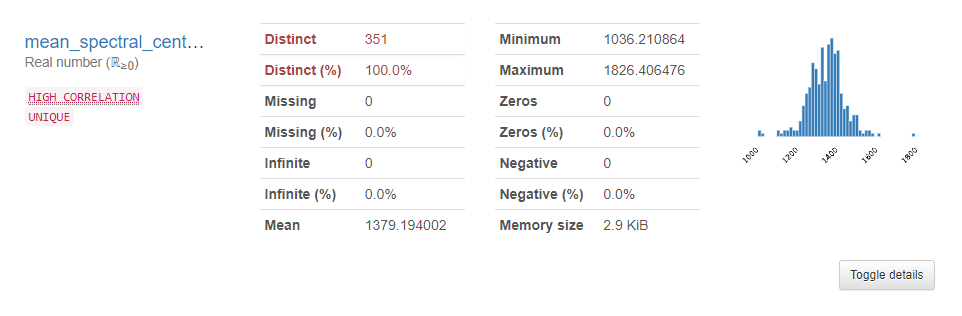 mean_spectral_cent...
Real number (ℝ≥0)
HIGH CORRELATION
UNIQUE
Distinct 351
Distinct (%) 100.0%
Missing 0
Missing (%) 0.0%
Infinite 0
Infinite (%) 0.0%
Mean 1379.194002
Minimum 1036.210864
Maximum 1826.406476
Zeros 0
Zeros (%) 0.0%
Negative 0
Negative (%) 0.0%
Memory size 2.9 KiB
1000 1200 1400 1600 1800
Toggle details